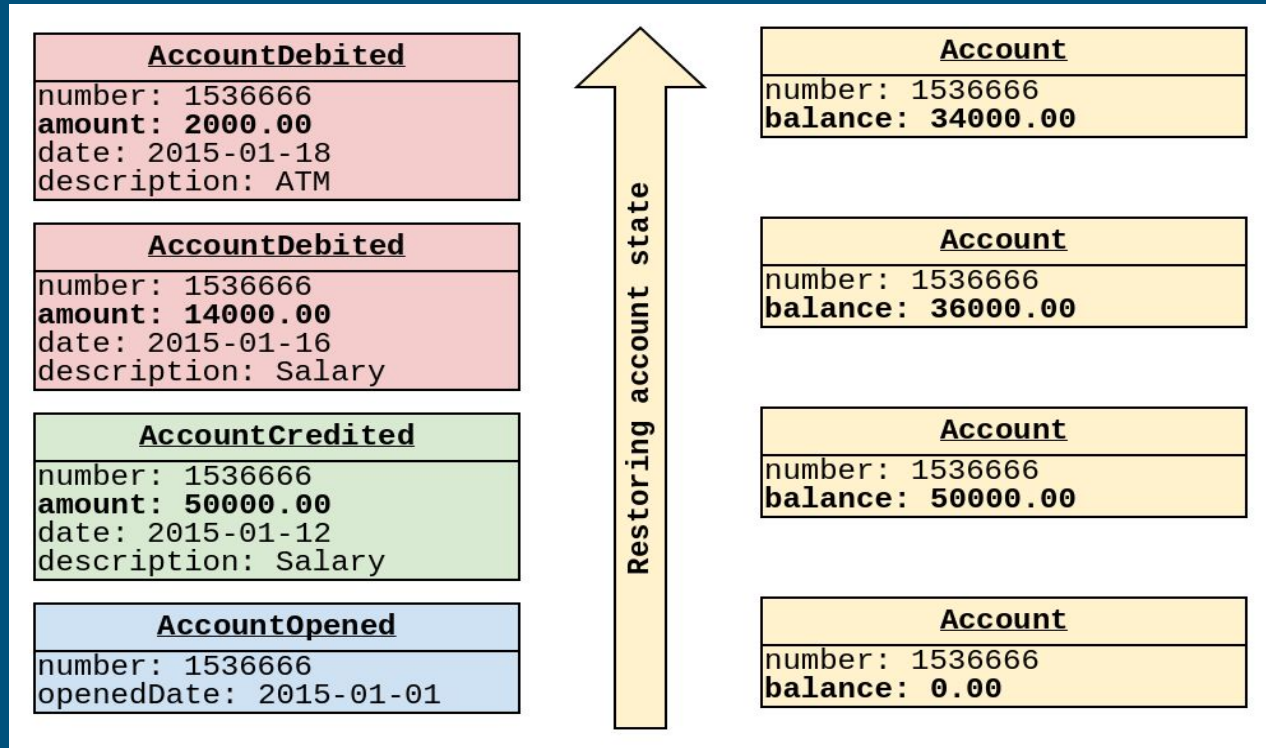 AccountDebited
number: 1536666
amount: 2000.00
date: 2015-01-18
description: ATM
AccountDebited
number: 1536666
amount: 14000.00
date: 2015-01-16
description: Salary
AccountCredited
number: 1536666
amount: 50000.00
date: 2015-01-12
description: Salary
AccountOpened
number: 1536666
openedDate: 2015-01-01
Restoring account state
Account
number: 1536666
balance: 34000.00
Account
number: 1536666
balance: 36000.00
Account
number: 1536666
balance: 50000.00
Account
number: 1536666
balance: 0.00